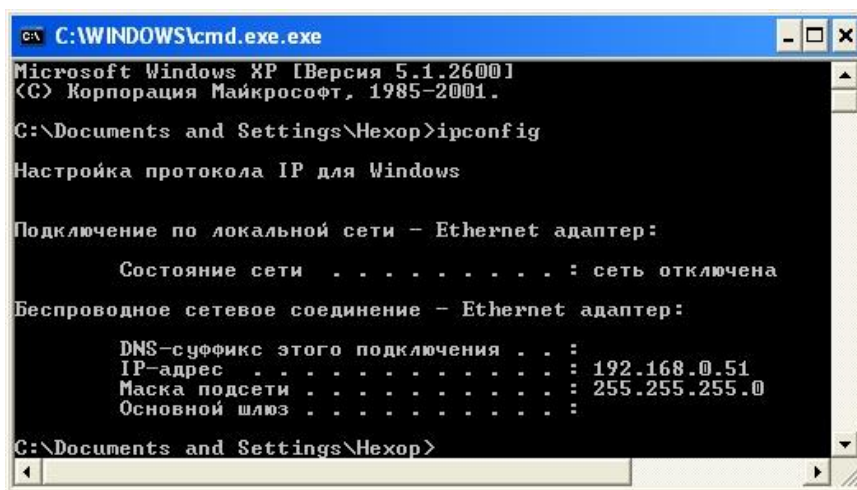 C:\WINDOWS\cmd.exe.exe
Microsoft Windows XP [Версия 5.1.2600]
(C) Корпорация Майкрософт, 1985-2001.
C:\Documents and Settings\Нехор>ipconfig
Настройка протокола IP для Windows
Подключение по локальной сети - Ethernet адаптер:
Состояние сети . . . . . . . . . : сеть отключена
Беспроводное сетевое соединение - Ethernet адаптер:
DNS-суффикс этого подключения . . :
IP-адрес . . . . . . . . . . . . : 192.168.0.51
Маска подсети . . . . . . . . . . : 255.255.255.0
Основной шлюз . . . . . . . . . . :
C:\Documents and Settings\Нехор>